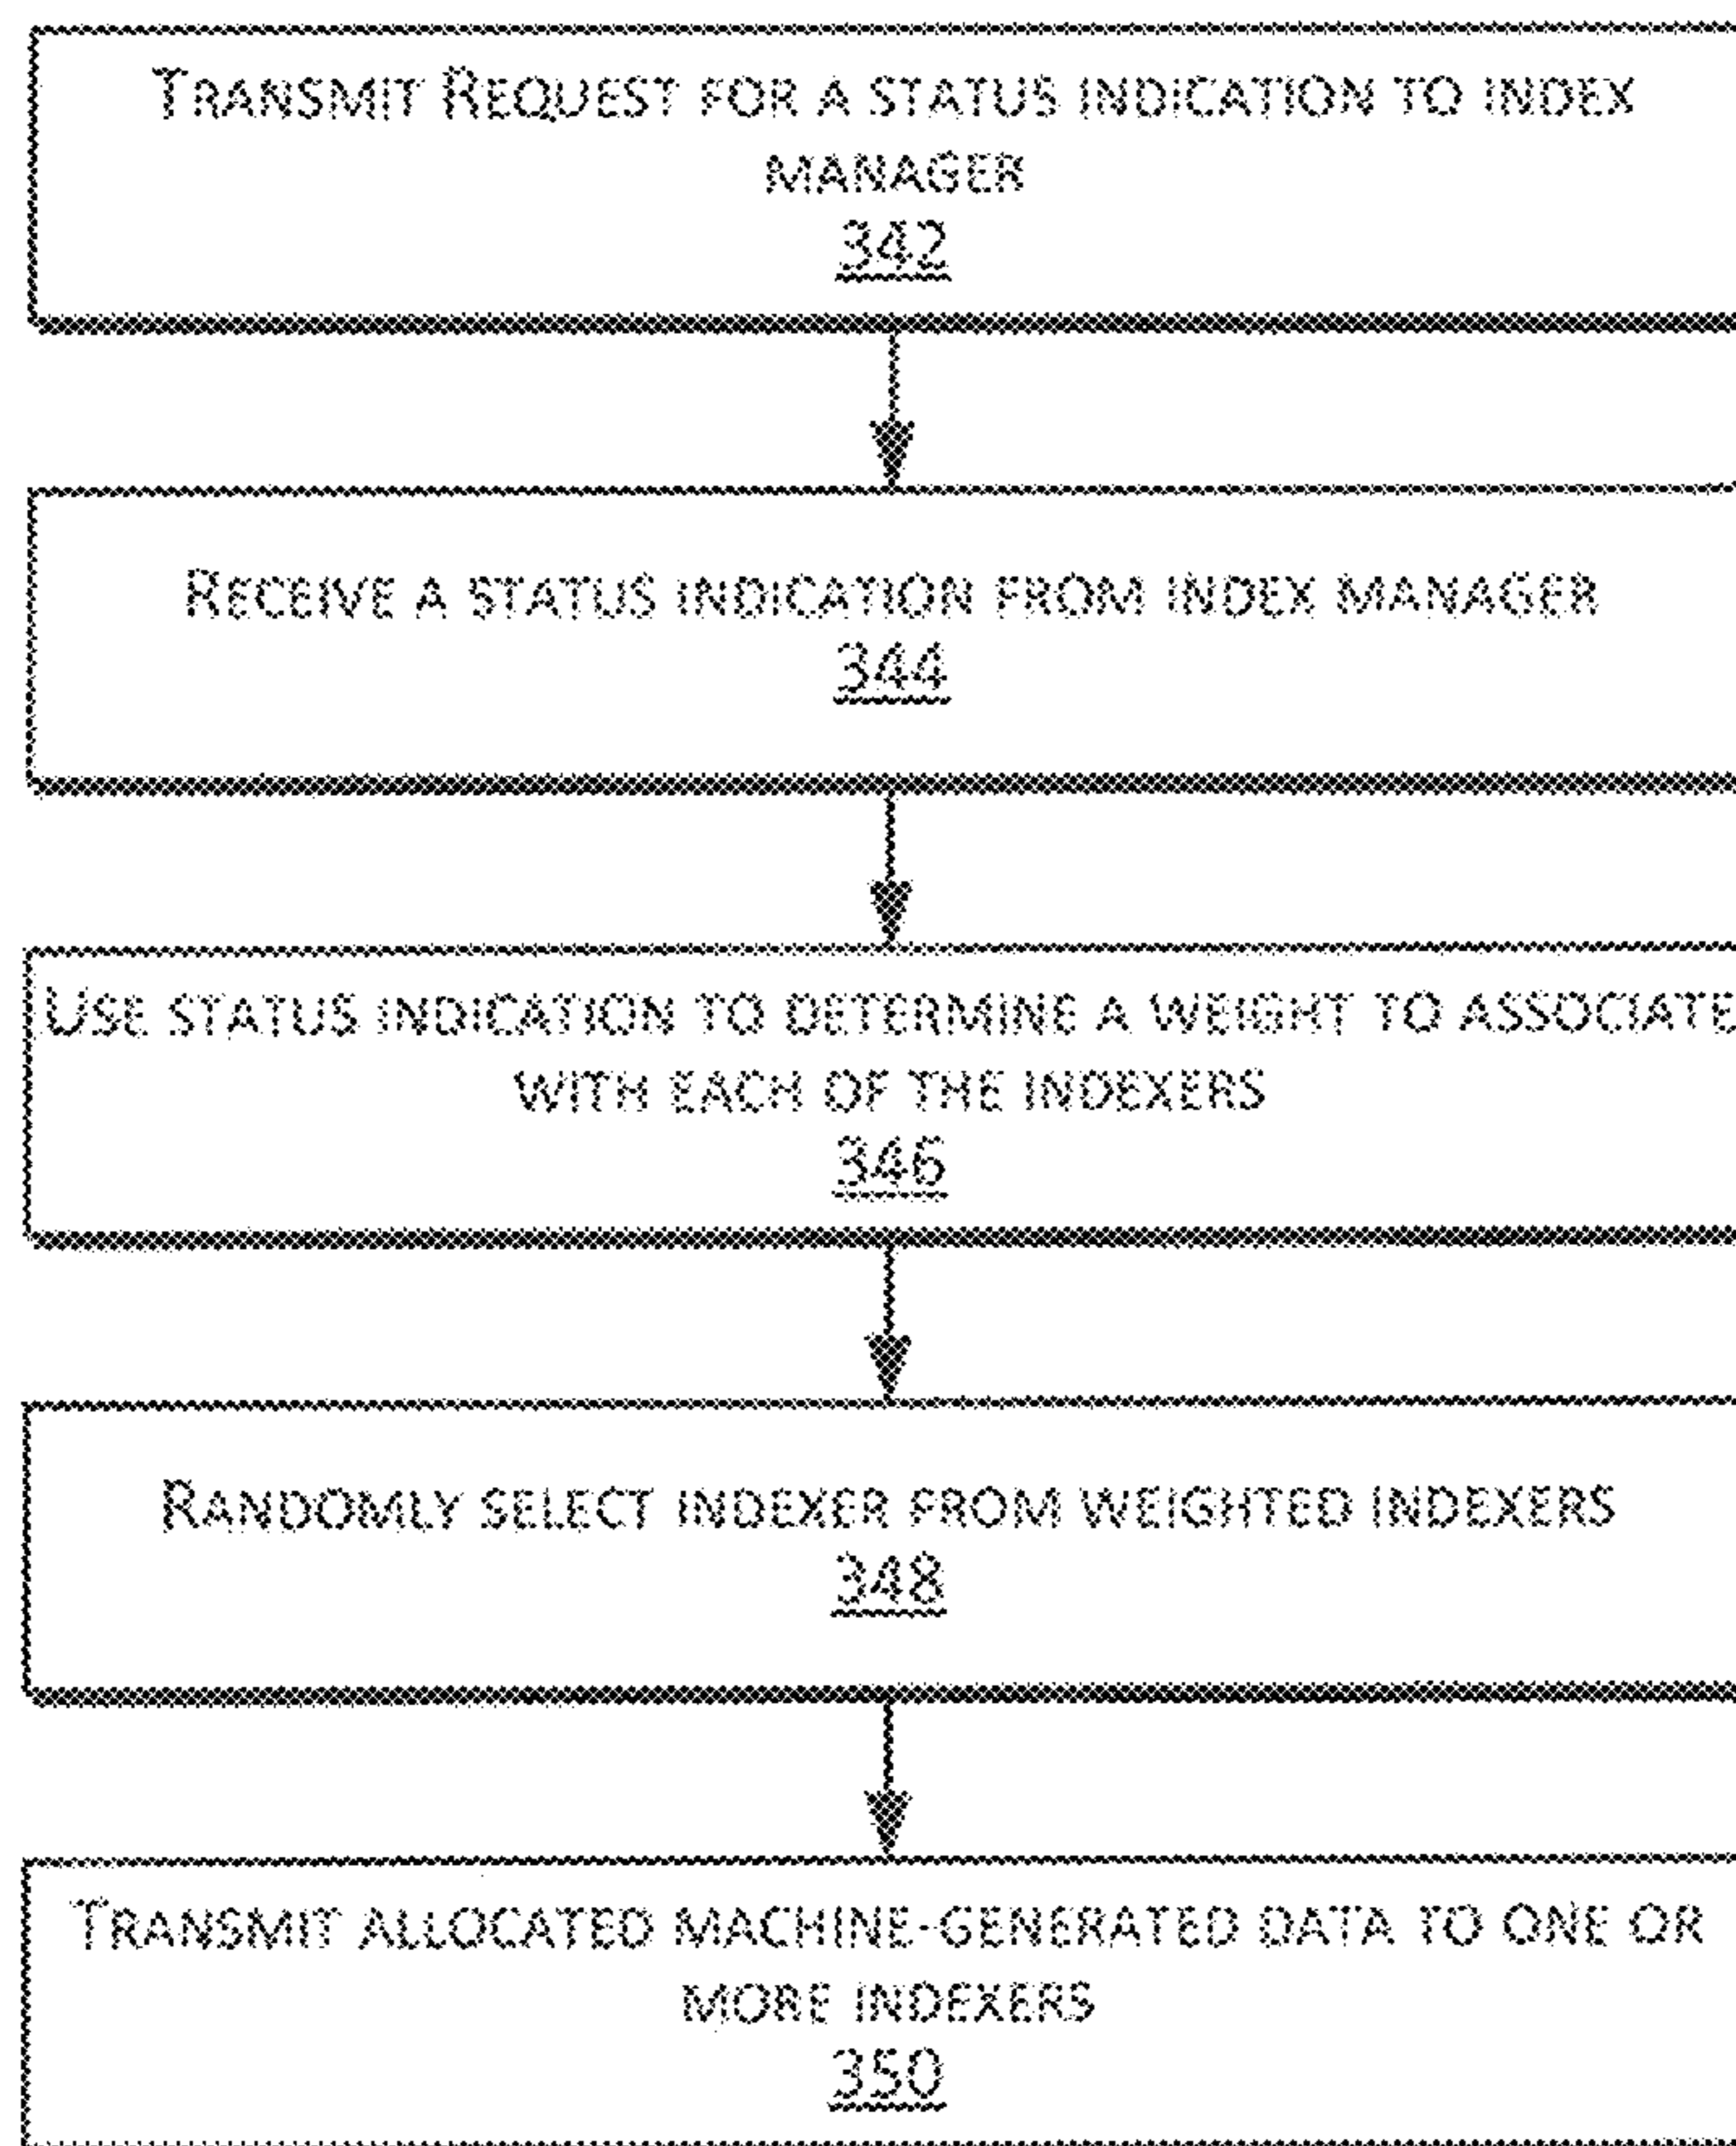 TRANSMIT REQUEST FOR A STATUS INDICATION TO INDEX
MANAGER
342
RECEIVE A STATUS INDICATION FROM INDEX MANAGER
344
USE STATUS INDICATION TO DETERMINE A WEIGHT TO ASSOCIATE
WITH EACH OF THE INDEXERS
346
RANDOMLY SELECT INDEXER FROM WEIGHTED INDEXERS
348
TRANSMIT ALLOCATED MACHINE-GENERATED DATA TO ONE OR
MORE INDEXERS
350